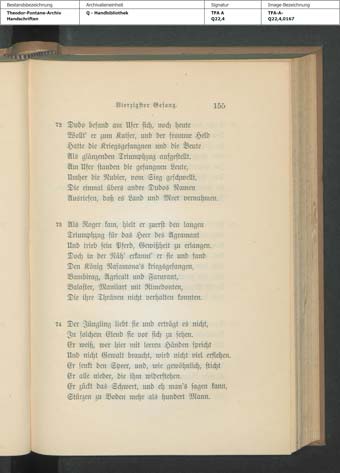 Bestandsbezeichnung Archivalieneinheit Signatur Image-Bezeichnung
Theodor-Fontane-Archiv Q - Handbibliothek TFA A TFA-A-
Handschriften Q22,4 Q22,4,0167
Vierzigster Gesang. 155
72 Dudo befand am Ufer sich, noch heute
Wollt' er zum Kaiser, und der fromme Held
Hatte die Kriegsgefangnen und die Beute
Als glänzenden Triumphzug aufgestellt.
Am Ufer standen die gefangnen Leute,
Umher die Nubier, vom Sieg geschwellt,
Die einmal übers andre Dudos Namen
Ausriefen, daß es Land und Meer vernahmen.
73 Als Roger kam, hielt er zuerst den langen
Triumphzug für das Heer des Agramant
Und trieb sein Pferd, Gewißheit zu erlangen.
Doch in der Näh' erkannt' er sie und fand
Den König Nasamona's kriegsgefangen,
Bambirag, Agricalt und Farurant,
Balaster, Manilart mit Rimedonten,
Die ihre Thränen nicht verhalten konnten.
74 Der Jüngling liebt sie und erträgt es nicht,
In solchem Elend sie vor sich zu sehen.
Er weiß, wer hier mit leeren Händen spricht
Und nicht Gewalt braucht, wird nicht viel erflehen.
Er senkt den Speer, und, wie gewöhnlich, sticht
Er alle nieder, die ihm widerstehen.
Er zückt das Schwert, und eh man's sagen kann,
Stürzen zu Boden mehr als hundert Mann.